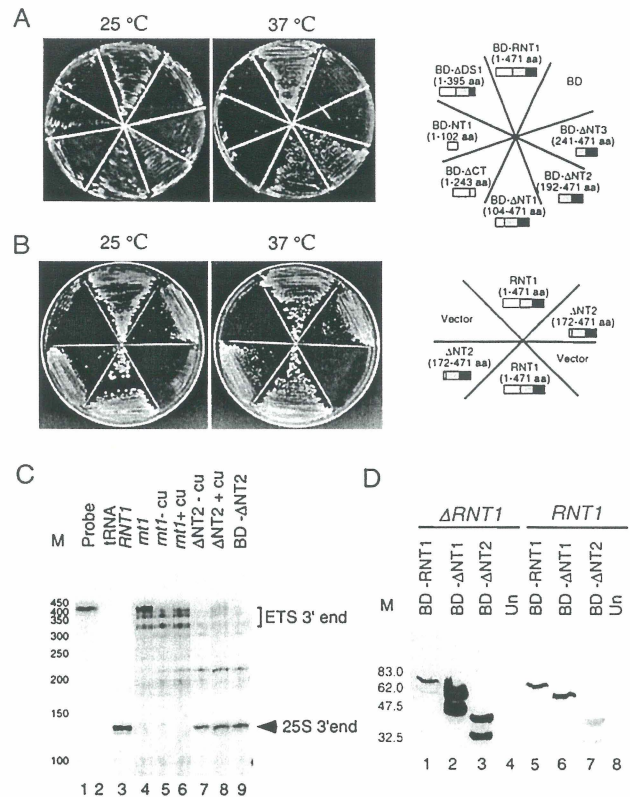 A
25 °C
37 °C
BD-RNT1
(1-471 aa)
BD-ΔDS1
(1-395 aa)
BD
BD-NT1
(1-102 aa)
BD-ΔNT3
(241-471 aa)
BD-ΔCT
(1-243 aa)
BD-ΔNT2
(192-471 aa)
BD-ΔNT1
(104-471 aa)
B
25 °C
37 °C
RNT1
(1-471 aa)
Vector
ΔNT2
(172-471 aa)
ΔNT2
(172-471 aa)
Vector
RNT1
(1-471 aa)
C
M
Probe
tRNA
RNT1
rnt1
rnt1- cu
rnt1+ cu
ΔNT2 - cu
ΔNT2 + cu
BD -ΔNT2
450
400
350
300
250
200
150
100
ETS 3' end
25S 3'end
1 2 3 4 5 6 7 8 9
D
ΔRNT1
RNT1
M
BD -RNT1
BD -ΔNT1
BD -ΔNT2
Un
BD -RNT1
BD -ΔNT1
BD -ΔNT2
Un
83.0
62.0
47.5
32.5
1 2 3 4 5 6 7 8